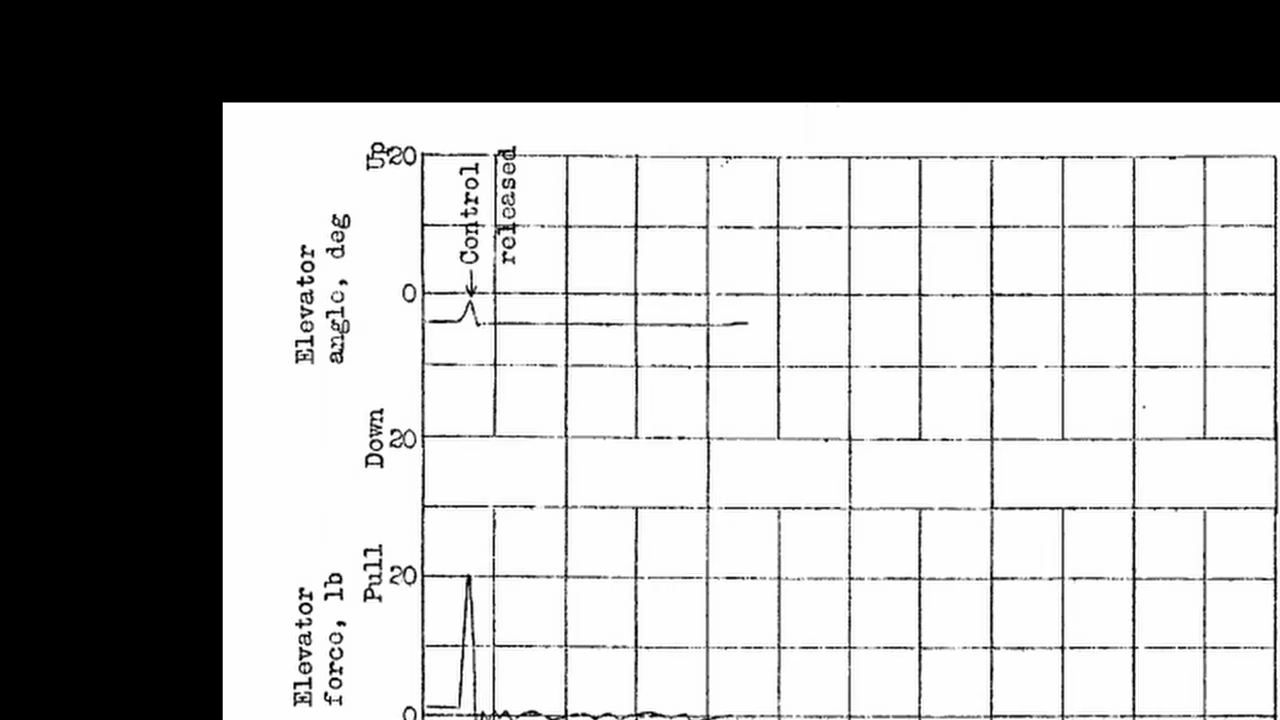 Elevator
angle, deg
Up
20
0
Down
20
Control
released
Elevator
force, lb
Pull
20
0